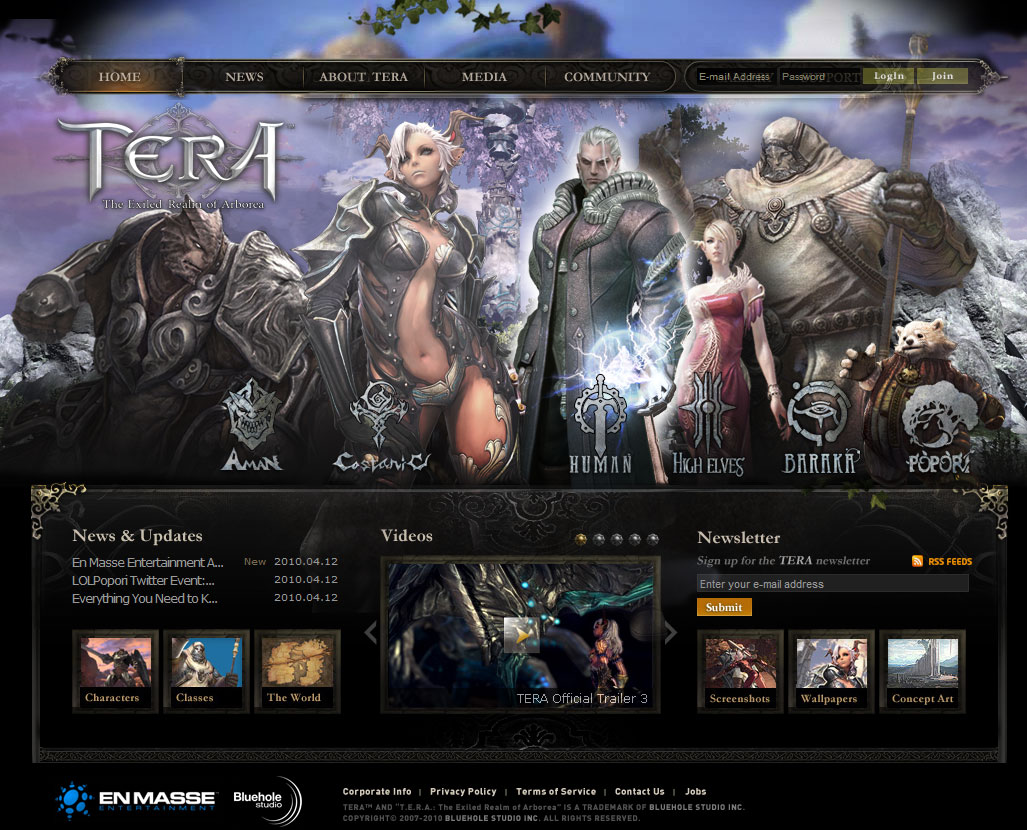 HOME NEWS ABOUT TERA MEDIA COMMUNITY E-Mail Address Password LogIn Join
TERA
The Exiled Realm of Arborea
AMAN Castanic HUMAN HIGH ELVES BARAKA POPORI
News & Updates
En Masse Entertainment A... New 2010.04.12
LOLPopori Twitter Event:... 2010.04.12
Everything You Need to K... 2010.04.12
Characters Classes The World
Videos
TERA Official Trailer 3
Newsletter
Sign up for the TERA newsletter RSS FEEDS
Enter your e-mail address
Submit
Screenshots Wallpapers Concept Art
EN MASSE
ENTERTAINMENT
Bluehole
studio
Corporate Info | Privacy Policy | Terms of Service | Contact Us | Jobs
TERA™ AND "T.E.R.A.: The Exiled Realm of Arborea" IS A TRADEMARK OF BLUEHOLE STUDIO INC.
COPYRIGHT© 2007-2010 BLUEHOLE STUDIO INC. ALL RIGHTS RESERVED.